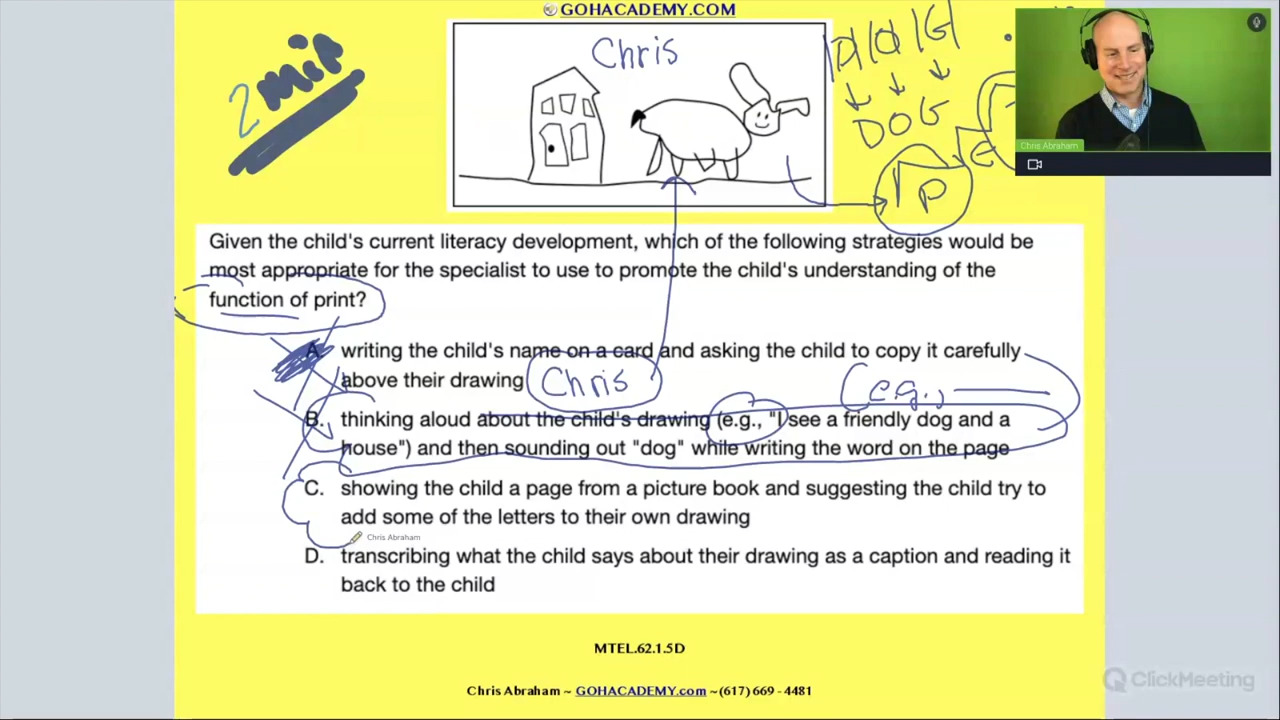 GOHACADEMY.COM
2 min
Chris
D O G
DOG
P
Chris Abraham
Given the child's current literacy development, which of the following strategies would be
most appropriate for the specialist to use to promote the child's understanding of the
function of print?
A. writing the child's name on a card and asking the child to copy it carefully
above their drawing
Chris
(e.g.,
B. thinking aloud about the child's drawing (e.g., "I see a friendly dog and a
house") and then sounding out "dog" while writing the word on the page
C. showing the child a page from a picture book and suggesting the child try to
add some of the letters to their own drawing
Chris Abraham
D. transcribing what the child says about their drawing as a caption and reading it
back to the child
MTEL.62.1.5D
Chris Abraham ~ GOHACADEMY.com ~(617) 669 - 4481
ClickMeeting